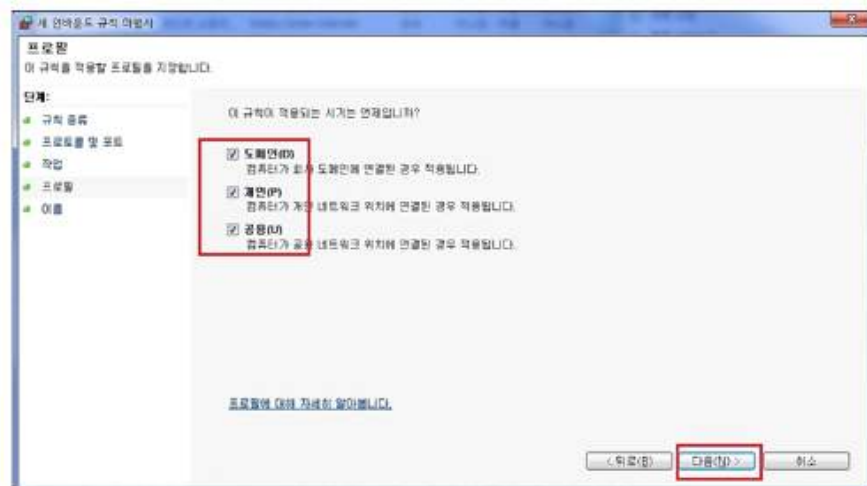 새 인바운드 규칙 마법사
프로필
이 규칙을 적용할 프로필을 지정합니다.
단계:
규칙 종류
프로토콜 및 포트
작업
프로필
이름
이 규칙이 적용되는 시기는 언제입니까?
도메인(D)
컴퓨터가 회사 도메인에 연결된 경우 적용됩니다.
개인(P)
컴퓨터가 개인 네트워크 위치에 연결된 경우 적용됩니다.
공용(U)
컴퓨터가 공용 네트워크 위치에 연결된 경우 적용됩니다.
프로필에 대해 자세히 알아봅니다.
< 뒤로(B) 다음(N) > 취소